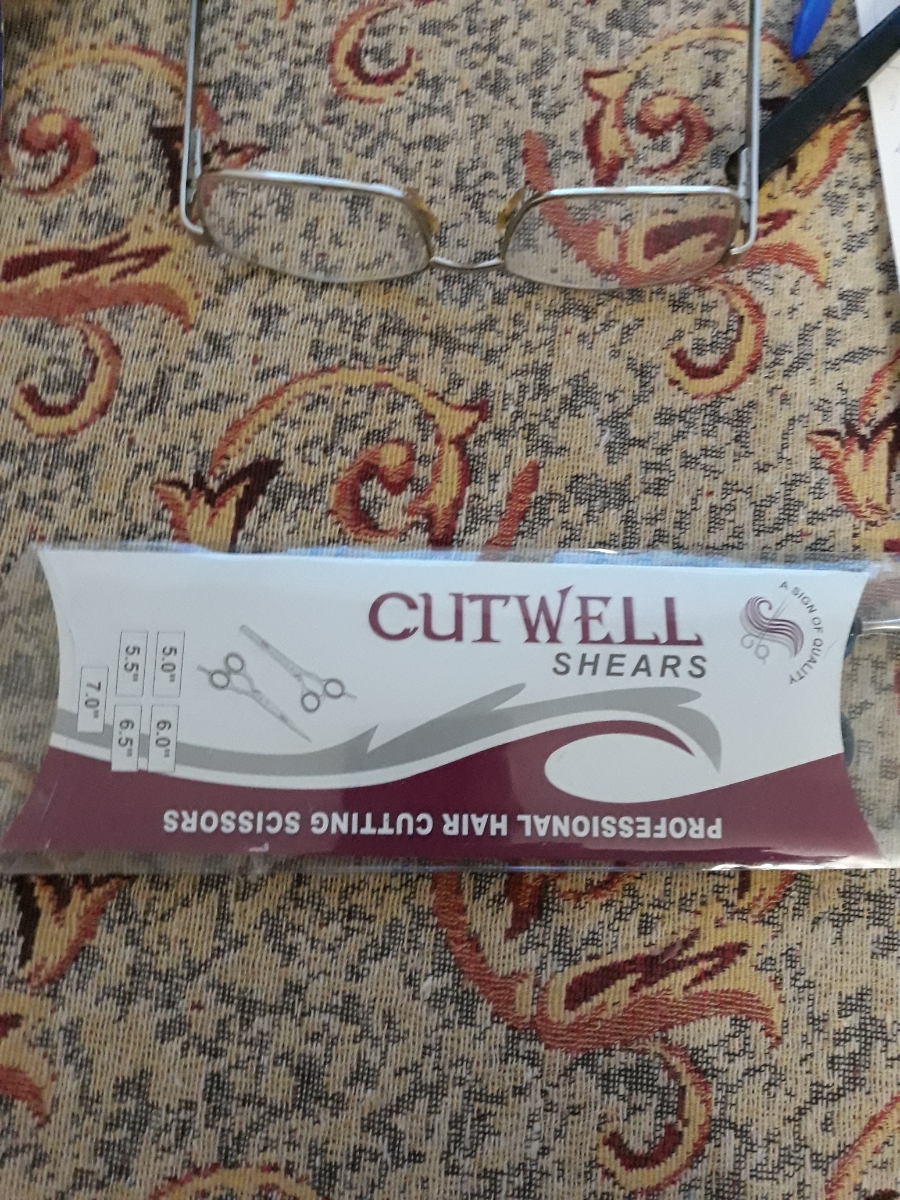 CUTWELL
SHEARS
A SIGN OF QUALITY
5.0"
5.5"
6.0"
6.5"
7.0"
PROFESSIONAL HAIR CUTTING SCISSORS